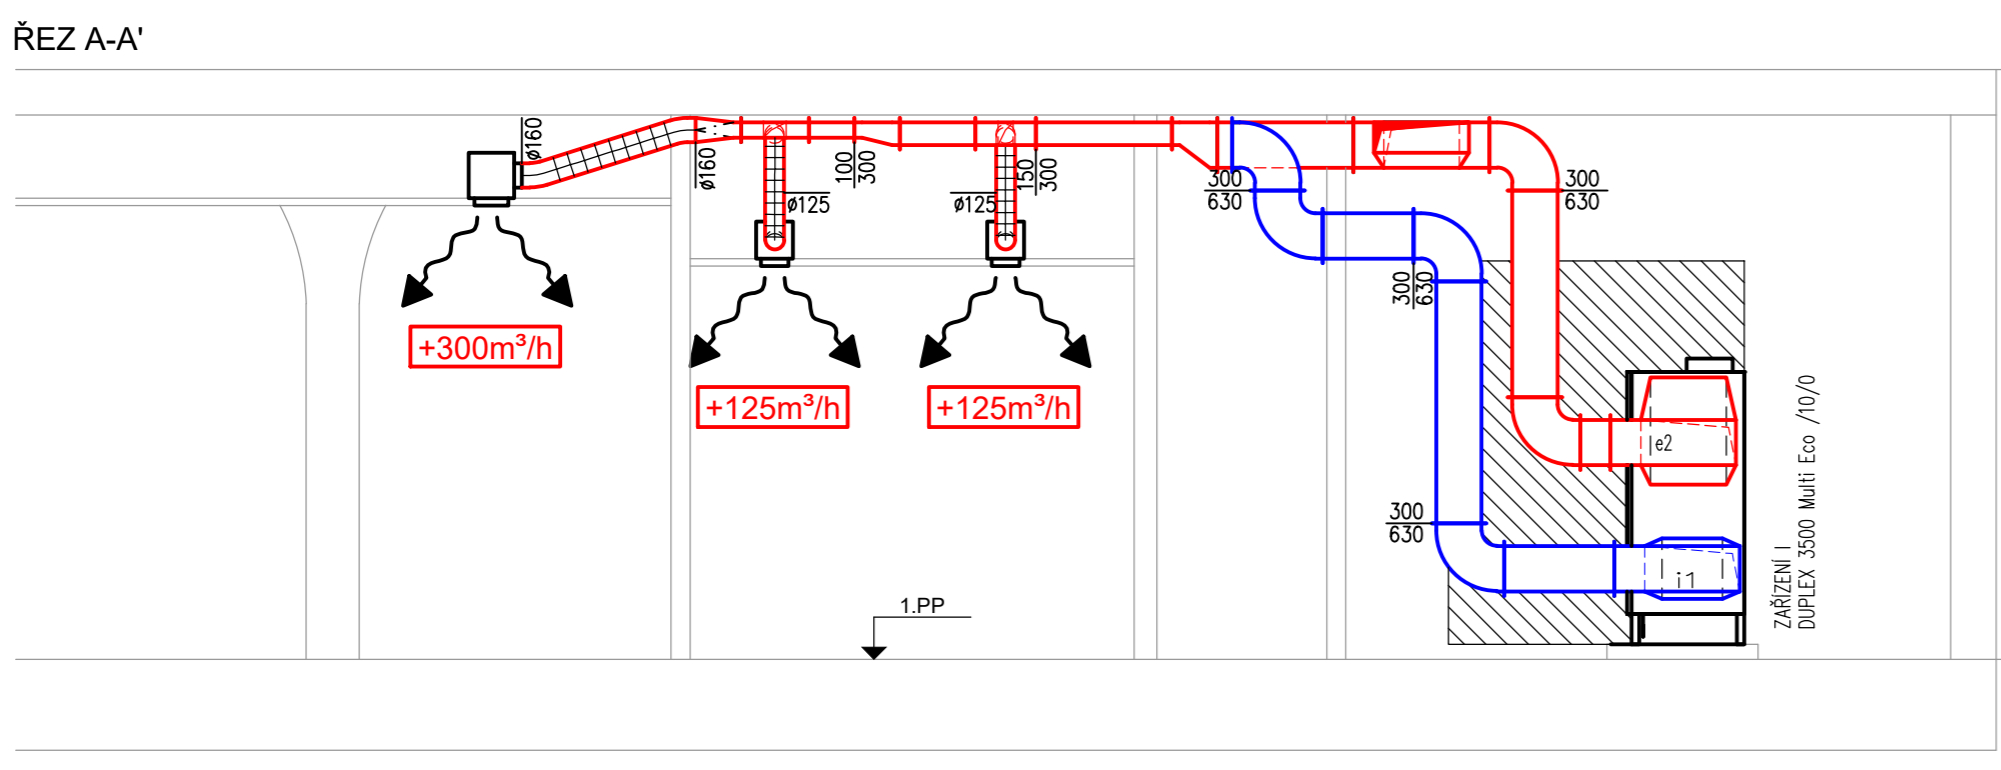 ŘEZ A-A'
ø160
ø160
ø125
100
300
ø125
150
300
300
630
300
630
300
630
300
630
+300m³/h
+125m³/h
+125m³/h
e2
i1
1.PP
ZAŘÍZENÍ I
DUPLEX 3500 Multi Eco /10/0